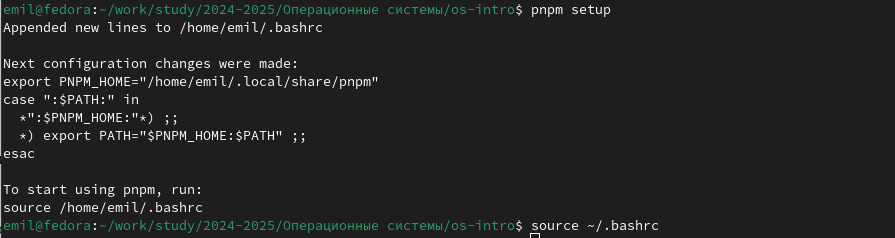 emil@fedora:~/work/study/2024-2025/Операционные системы/os-intro$ pnpm setup
Appended new lines to /home/emil/.bashrc

Next configuration changes were made:
export PNPM_HOME="/home/emil/.local/share/pnpm"
case ":$PATH:" in
  *":$PNPM_HOME:"*) ;;
  *) export PATH="$PNPM_HOME:$PATH" ;;
esac

To start using pnpm, run:
source /home/emil/.bashrc
emil@fedora:~/work/study/2024-2025/Операционные системы/os-intro$ source ~/.bashrc